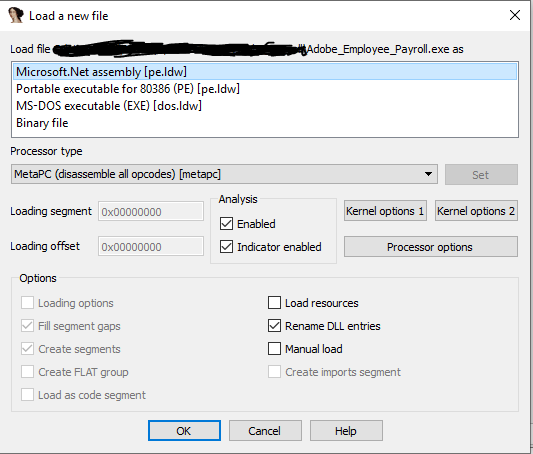 Load a new file
Load file \Adobe_Employee_Payroll.exe as
Microsoft.Net assembly [pe.ldw]
Portable executable for 80386 (PE) [pe.ldw]
MS-DOS executable (EXE) [dos.ldw]
Binary file
Processor type
MetaPC (disassemble all opcodes) [metapc]
Set
Loading segment 0x00000000
Loading offset 0x00000000
Analysis
Enabled
Indicator enabled
Kernel options 1 Kernel options 2
Processor options
Options
Loading options
Fill segment gaps
Create segments
Create FLAT group
Load as code segment
Load resources
Rename DLL entries
Manual load
Create imports segment
OK Cancel Help